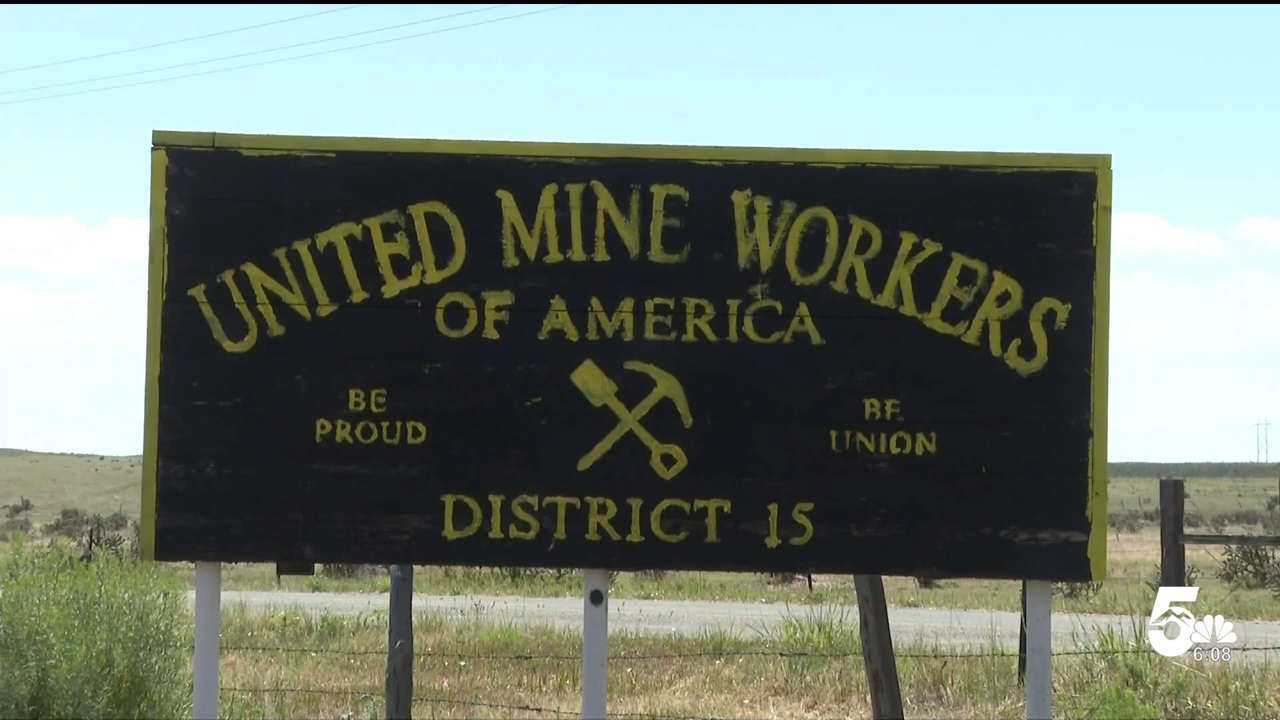 UNITED MINE WORKERS
OF AMERICA
BE
PROUD
BE
UNION
DISTRICT 15
5
6:08